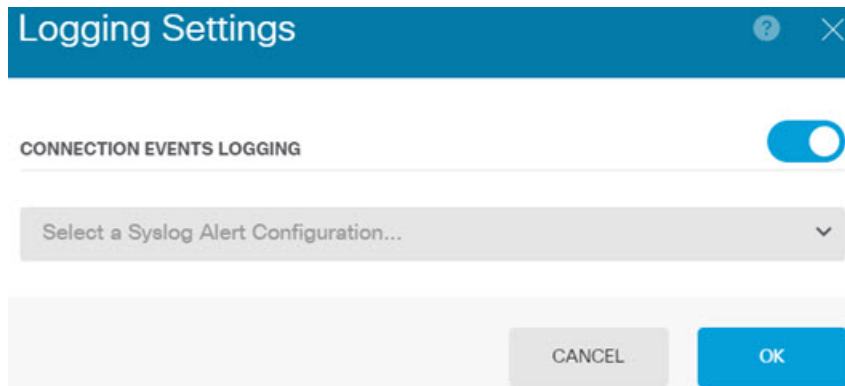 Logging Settings
?
CONNECTION EVENTS LOGGING
Select a Syslog Alert Configuration...
CANCEL
OK